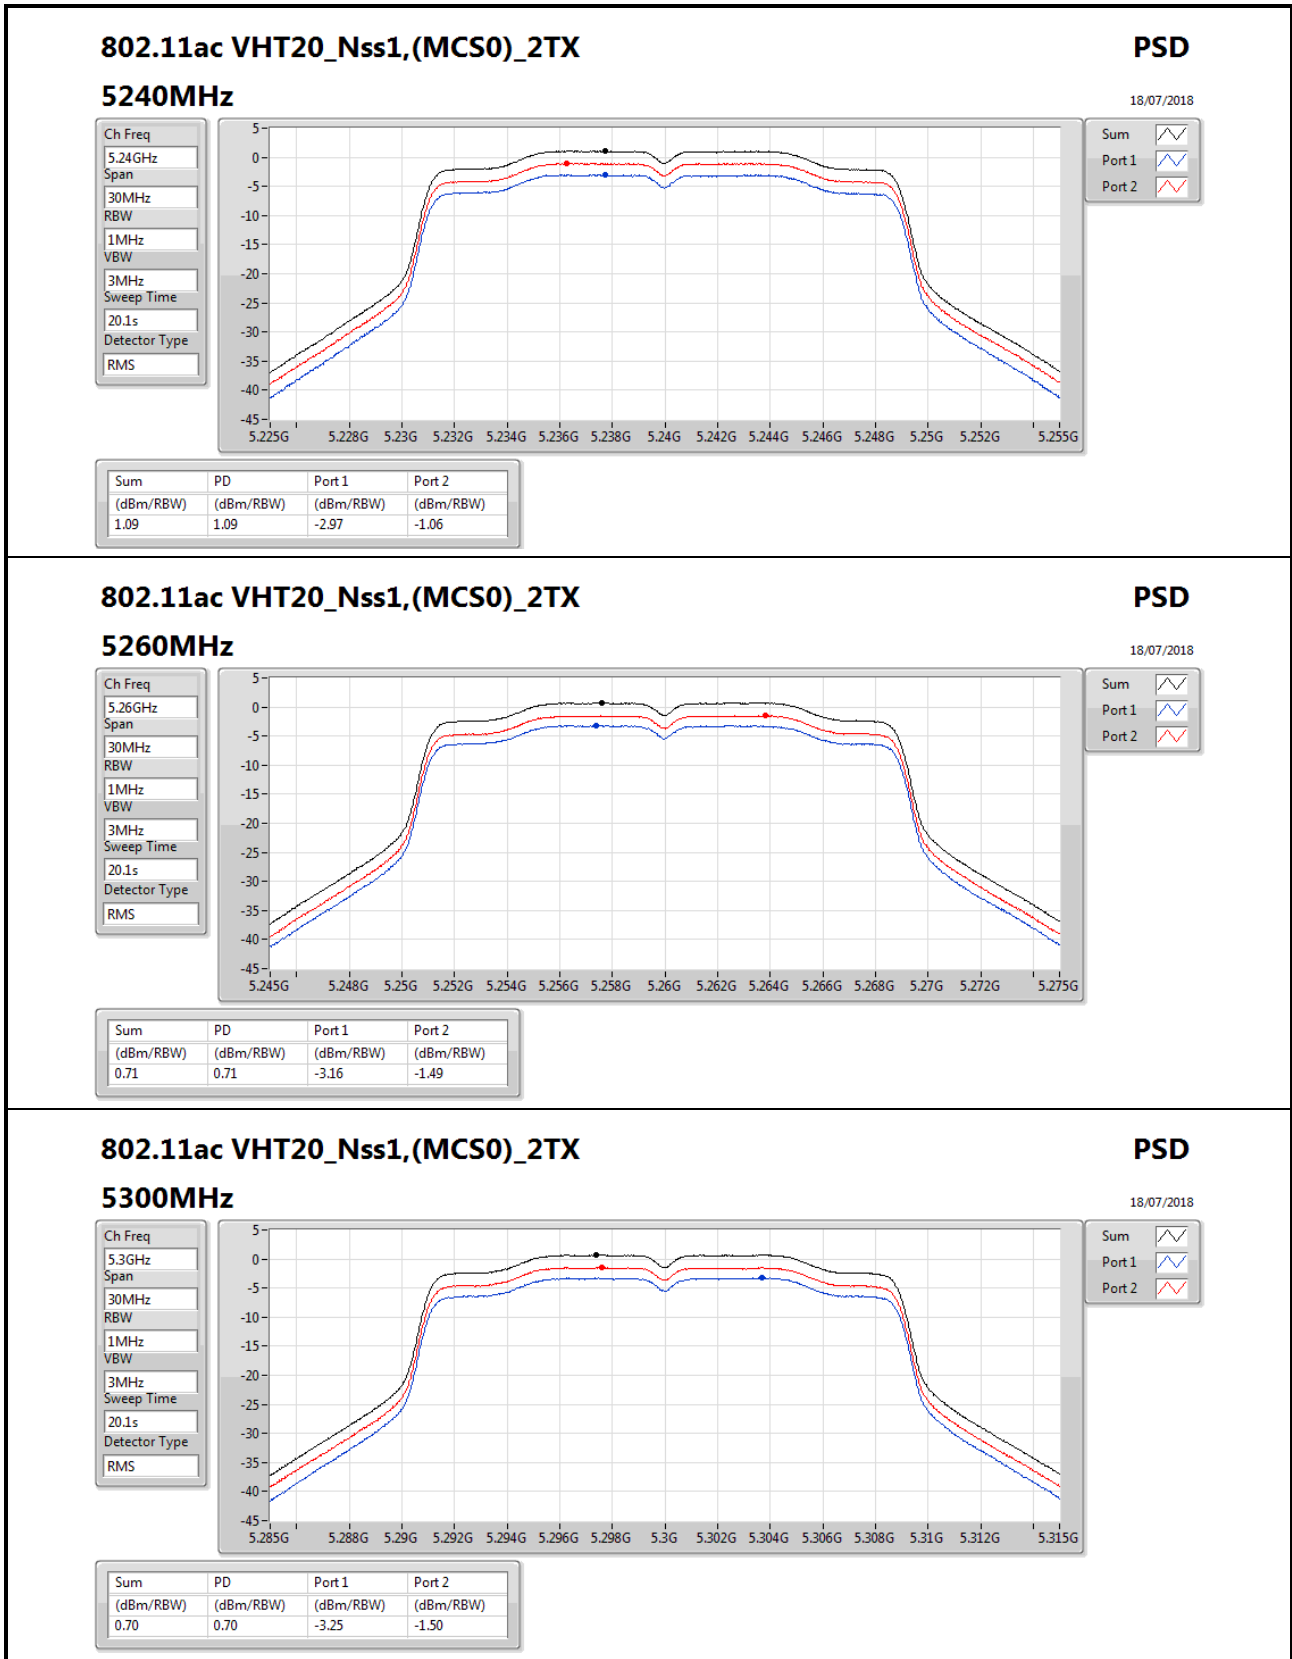 802.11ac VHT20_Nss1,(MCS0)_2TX PSD
5240MHz 18/07/2018
Ch Freq
5.24GHz
Span
30MHz
RBW
1MHz
VBW
3MHz
Sweep Time
20.1s
Detector Type
RMS
5
0
-5
-10
-15
-20
-25
-30
-35
-40
-45
5.225G 5.228G 5.23G 5.232G 5.234G 5.236G 5.238G 5.24G 5.242G 5.244G 5.246G 5.248G 5.25G 5.252G 5.255G
Sum
Port 1
Port 2
Sum PD Port 1 Port 2
(dBm/RBW) (dBm/RBW) (dBm/RBW) (dBm/RBW)
1.09 1.09 -2.97 -1.06
802.11ac VHT20_Nss1,(MCS0)_2TX PSD
5260MHz 18/07/2018
Ch Freq
5.26GHz
Span
30MHz
RBW
1MHz
VBW
3MHz
Sweep Time
20.1s
Detector Type
RMS
5
0
-5
-10
-15
-20
-25
-30
-35
-40
-45
5.245G 5.248G 5.25G 5.252G 5.254G 5.256G 5.258G 5.26G 5.262G 5.264G 5.266G 5.268G 5.27G 5.272G 5.275G
Sum
Port 1
Port 2
Sum PD Port 1 Port 2
(dBm/RBW) (dBm/RBW) (dBm/RBW) (dBm/RBW)
0.71 0.71 -3.16 -1.49
802.11ac VHT20_Nss1,(MCS0)_2TX PSD
5300MHz 18/07/2018
Ch Freq
5.3GHz
Span
30MHz
RBW
1MHz
VBW
3MHz
Sweep Time
20.1s
Detector Type
RMS
5
0
-5
-10
-15
-20
-25
-30
-35
-40
-45
5.285G 5.288G 5.29G 5.292G 5.294G 5.296G 5.298G 5.3G 5.302G 5.304G 5.306G 5.308G 5.31G 5.312G 5.315G
Sum
Port 1
Port 2
Sum PD Port 1 Port 2
(dBm/RBW) (dBm/RBW) (dBm/RBW) (dBm/RBW)
0.70 0.70 -3.25 -1.50